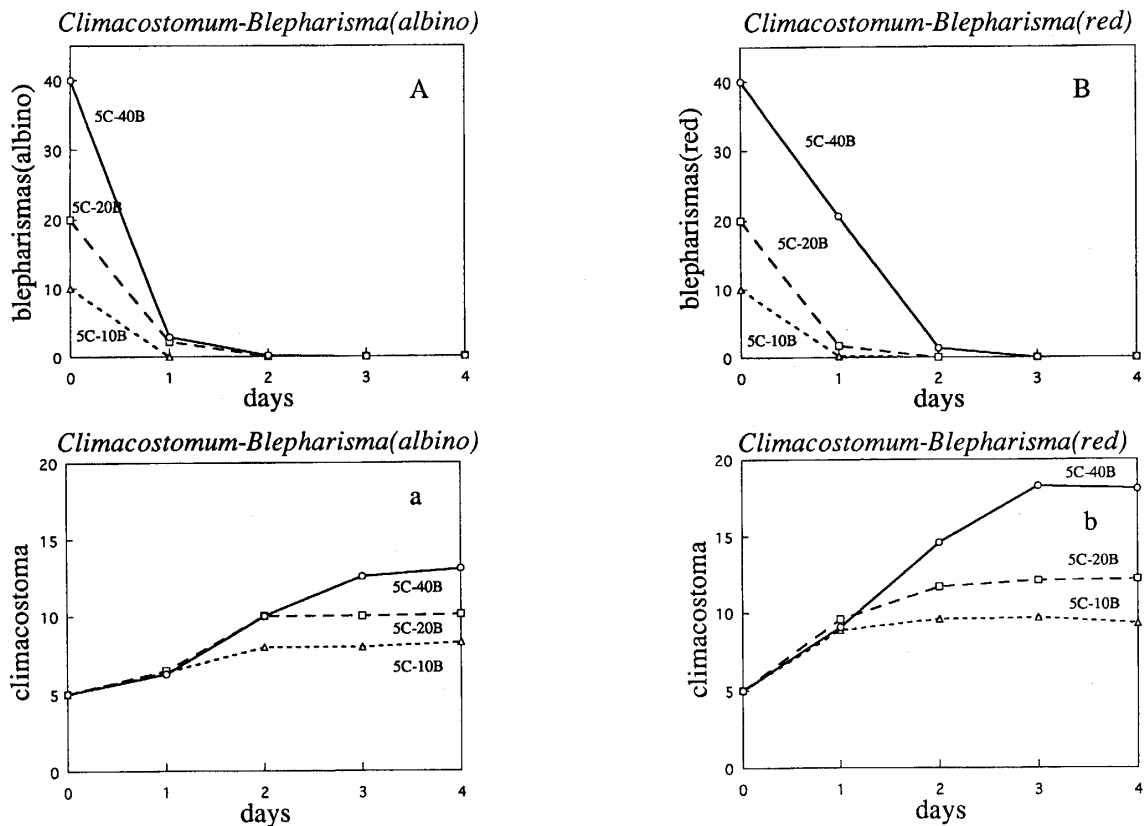 Climacostomum-Blepharisma(albino)
A
5C-40B
5C-20B
5C-10B
blepharismas(albino)
40
30
20
10
0
0 1 2 3 4
days
Climacostomum-Blepharisma(red)
B
5C-40B
5C-20B
5C-10B
blepharismas(red)
40
30
20
10
0
0 1 2 3 4
days
Climacostomum-Blepharisma(albino)
a
5C-40B
5C-20B
5C-10B
climacostoma
20
15
10
5
0
0 1 2 3 4
days
Climacostomum-Blepharisma(red)
5C-40B
b
5C-20B
5C-10B
climacostoma
20
15
10
5
0
0 1 2 3 4
days